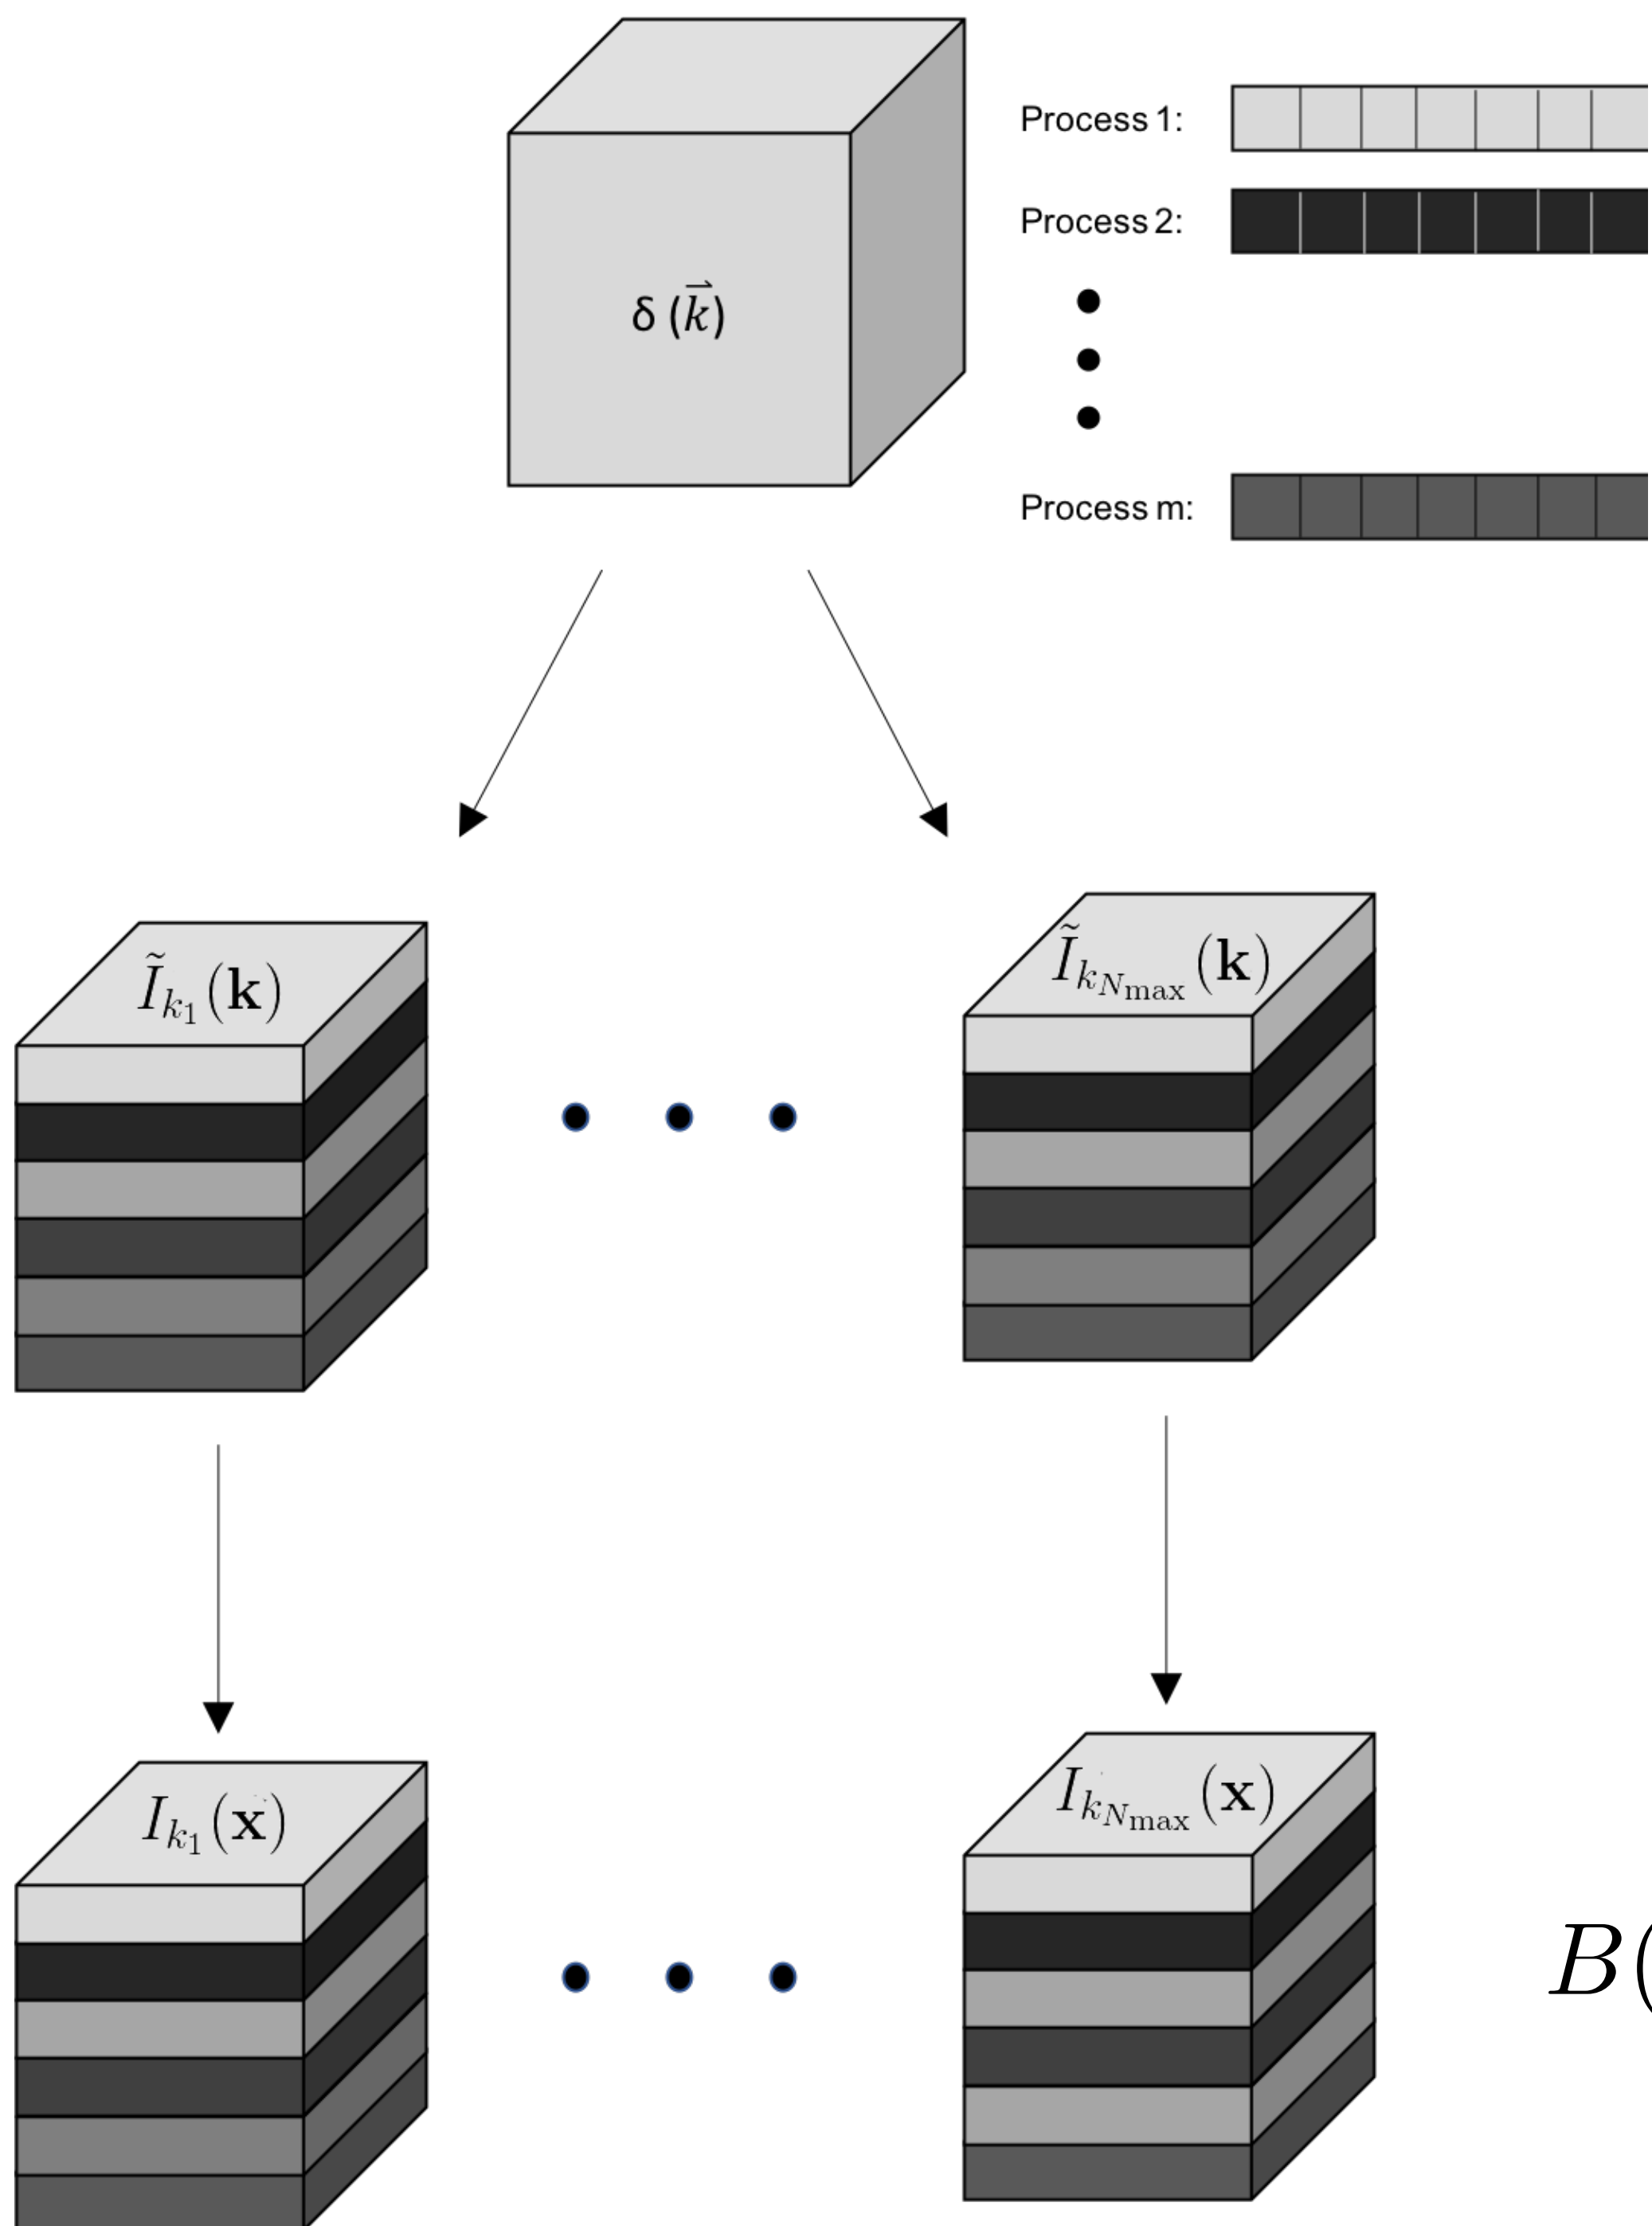 Process 1:
Process 2:
δ (k⃗)
Process m:
Ĩ_{k_{N_max}}(𝐤)
Ĩ_{k_1}(𝐤)
I_{k_{N_max}}(𝐱)
I_{k_1}(𝐱)
B(